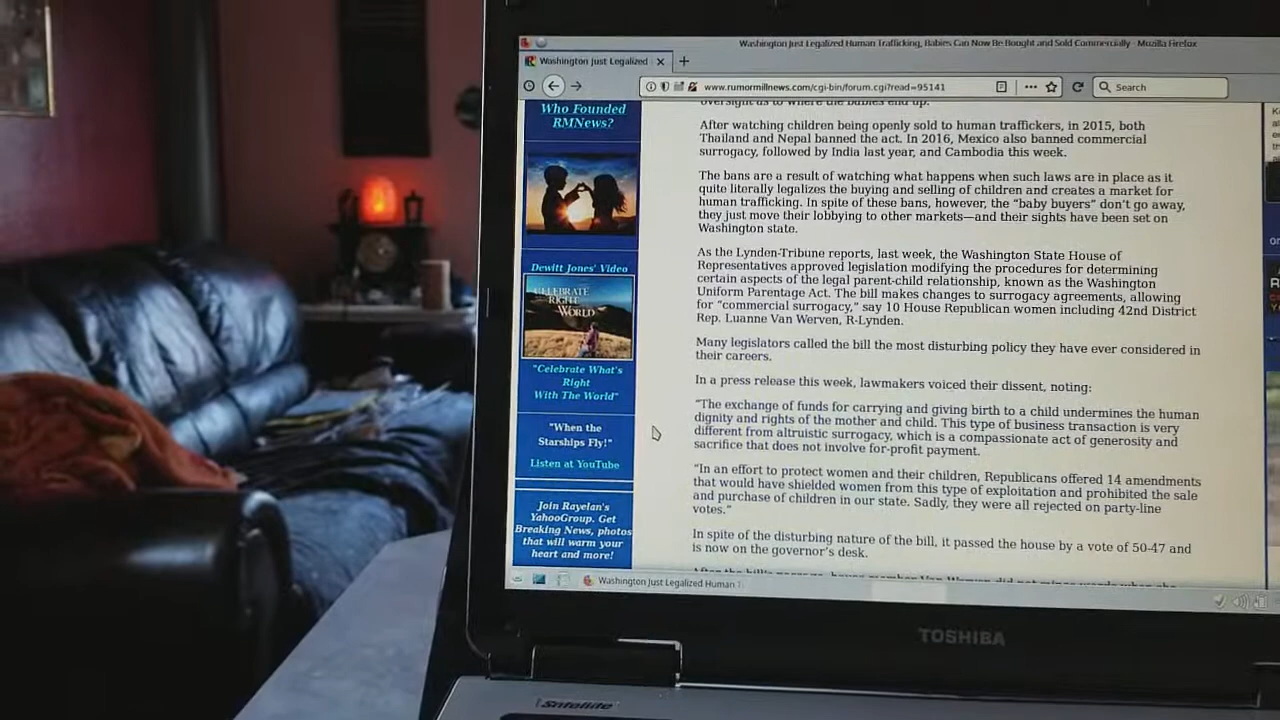 Washington Just Legalized Human Trafficking, Babies Can Now Be Bought and Sold Commercially - Mozilla Firefox
Washington Just Legalized
www.rumormillnews.com/cgi-bin/forum.cgi?read=95141
Search
Who Founded
RMNews?
Dewitt Jones' Video
CELEBRATE
RIGHT
WORLD
"Celebrate What's
Right
With The World"
"When the
Starships Fly!"
Listen at YouTube
Join Rayelan's
YahooGroup. Get
Breaking News, photos
that will warm your
heart and more!
oversight as to where the babies end up.
After watching children being openly sold to human traffickers, in 2015, both
Thailand and Nepal banned the act. In 2016, Mexico also banned commercial
surrogacy, followed by India last year, and Cambodia this week.
The bans are a result of watching what happens when such laws are in place as it
quite literally legalizes the buying and selling of children and creates a market for
human trafficking. In spite of these bans, however, the “baby buyers” don’t go away,
they just move their lobbying to other markets—and their sights have been set on
Washington state.
As the Lynden-Tribune reports, last week, the Washington State House of
Representatives approved legislation modifying the procedures for determining
certain aspects of the legal parent-child relationship, known as the Washington
Uniform Parentage Act. The bill makes changes to surrogacy agreements, allowing
for “commercial surrogacy,” say 10 House Republican women including 42nd District
Rep. Luanne Van Werven, R-Lynden.
Many legislators called the bill the most disturbing policy they have ever considered in
their careers.
In a press release this week, lawmakers voiced their dissent, noting:
“The exchange of funds for carrying and giving birth to a child undermines the human
dignity and rights of the mother and child. This type of business transaction is very
different from altruistic surrogacy, which is a compassionate act of generosity and
sacrifice that does not involve for-profit payment.
“In an effort to protect women and their children, Republicans offered 14 amendments
that would have shielded women from this type of exploitation and prohibited the sale
and purchase of children in our state. Sadly, they were all rejected on party-line
votes.”
In spite of the disturbing nature of the bill, it passed the house by a vote of 50-47 and
is now on the governor’s desk.
Washington Just Legalized Human
TOSHIBA
Satellite